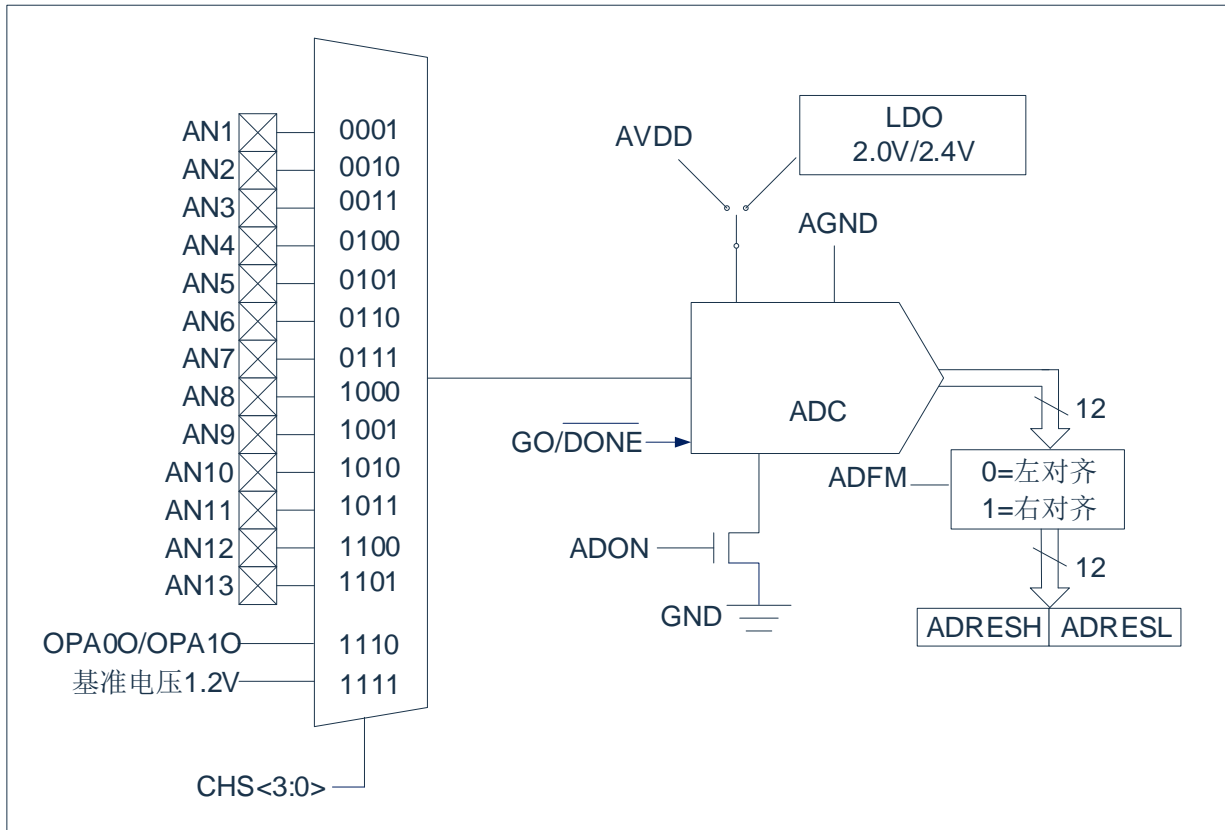 AN1
0001
AN2
0010
AN3
0011
AN4
0100
AN5
0101
AN6
0110
AN7
0111
AN8
1000
AN9
1001
AN10
1010
AN11
1011
AN12
1100
AN13
1101
OPA0O/OPA1O
1110
基准电压1.2V
1111
CHS<3:0>
AVDD
LDO
2.0V/2.4V
AGND
ADC
GO/DONE
12
ADFM
0=左对齐
1=右对齐
ADON
12
GND
ADRESH
ADRESL